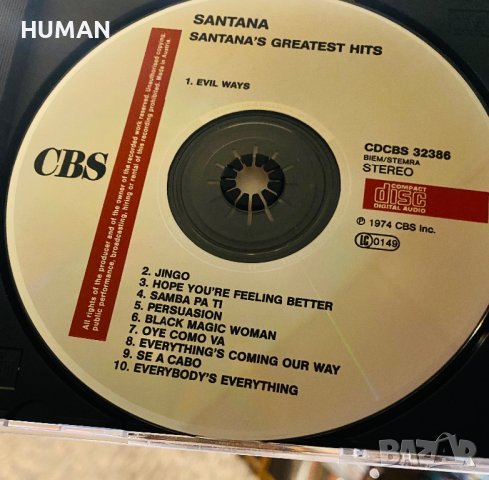 HUMAN
SANTANA
SANTANA'S GREATEST HITS
1. EVIL WAYS
CBS
All rights of the producer and of the owner of the recorded work reserved. Unauthorised copying,
public performance, broadcasting, hiring or rental of this recording prohibited. Made in Austria.
CDCBS 32386
BIEM/STEMRA
STEREO
COMPACT
disc
DIGITAL AUDIO
℗ 1974 CBS Inc.
LC 0149
2. JINGO
3. HOPE YOU'RE FEELING BETTER
4. SAMBA PA TI
5. PERSUASION
6. BLACK MAGIC WOMAN
7. OYE COMO VA
8. EVERYTHING'S COMING OUR WAY
9. SE A CABO
10. EVERYBODY'S EVERYTHING
BAZAR